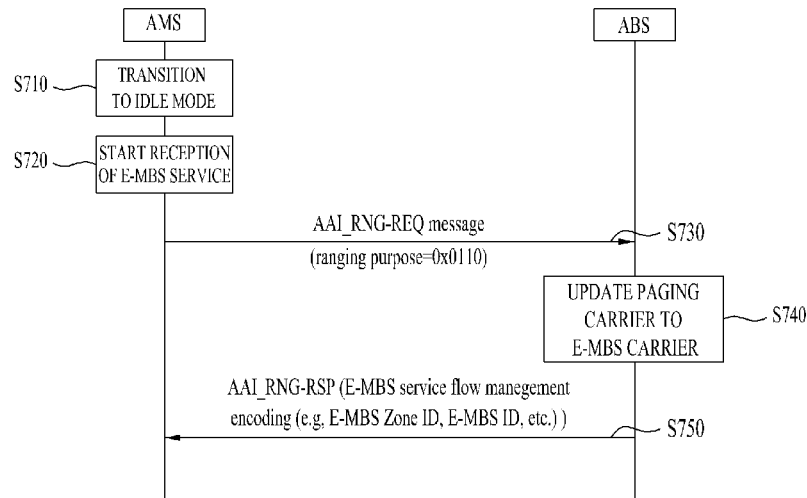 AMS
ABS
S710
TRANSITION
TO IDLE MODE
S720
START RECEPTION
OF E-MBS SERVICE
AAI_RNG-REQ message
S730
(ranging purpose=0x0110)
UPDATE PAGING
CARRIER TO
E-MBS CARRIER
S740
AAI_RNG-RSP (E-MBS service flow manegement
encoding (e.g, E-MBS Zone ID, E-MBS ID, etc.) )
S750